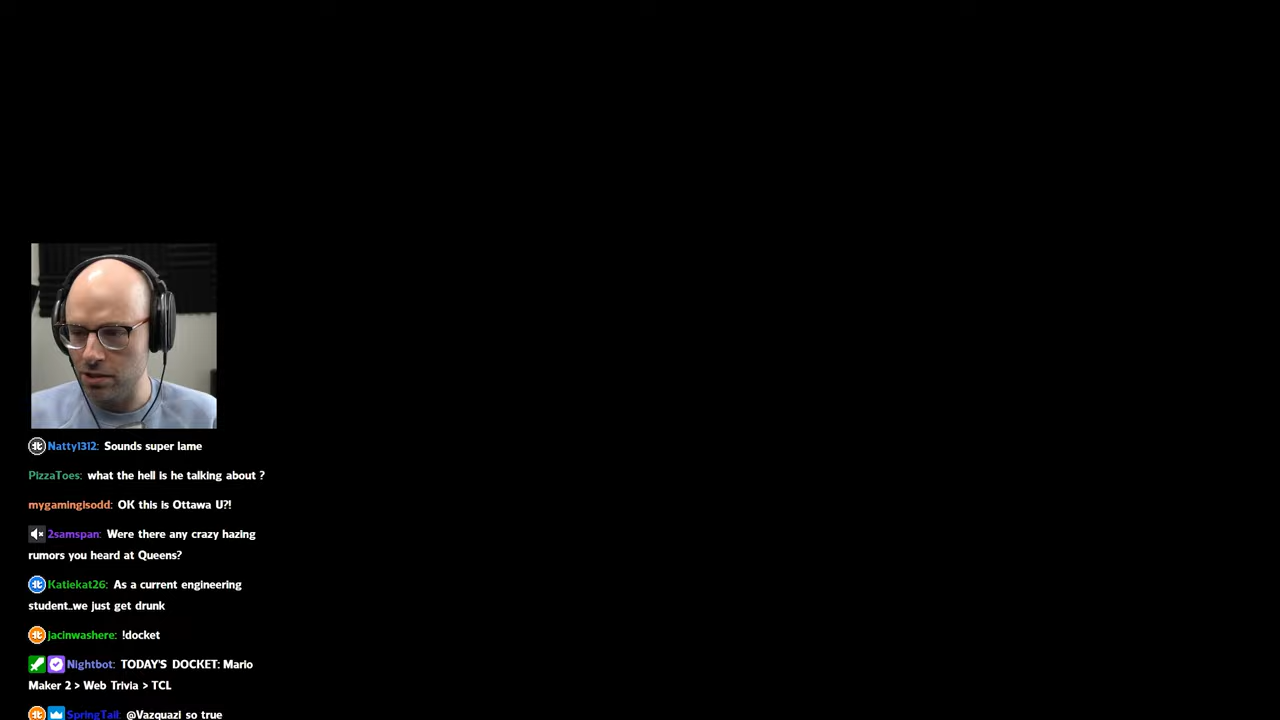 Natty1312: Sounds super lame
PizzaToes: what the hell is he talking about ?
mygamingisodd: OK this is Ottawa U?!
2samspan: Were there any crazy hazing
rumors you heard at Queens?
Katiekat26: As a current engineering
student..we just get drunk
jacinwashere: !docket
Nightbot: TODAY'S DOCKET: Mario
Maker 2 > Web Trivia > TCL
SpringTail: @Vazquazi so true